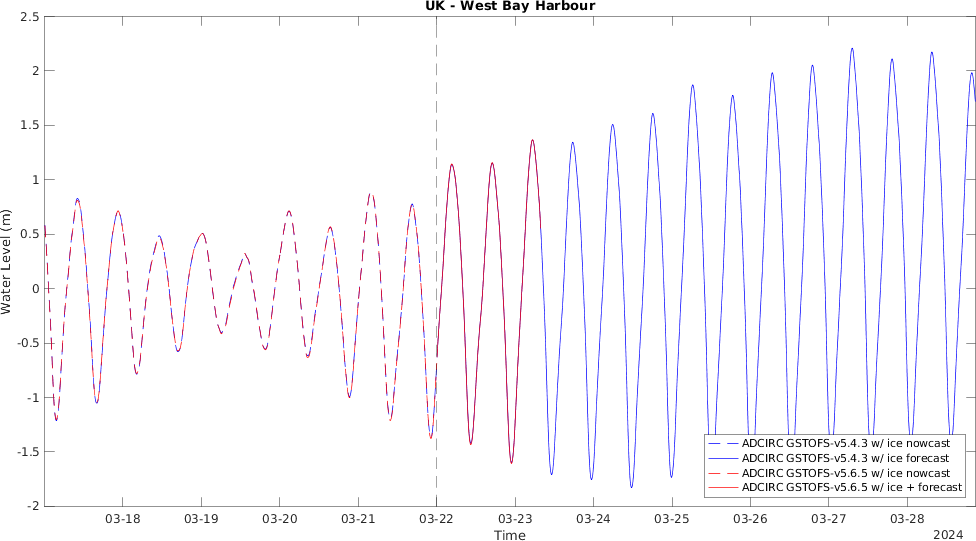 UK - West Bay Harbour
2.5
2
1.5
1
0.5
0
-0.5
-1
-1.5
-2
Water Level (m)
ADCIRC GSTOFS-v5.4.3 w/ ice nowcast
ADCIRC GSTOFS-v5.4.3 w/ ice forecast
ADCIRC GSTOFS-v5.6.5 w/ ice nowcast
ADCIRC GSTOFS-v5.6.5 w/ ice + forecast
03-18 03-19 03-20 03-21 03-22 03-23 03-24 03-25 03-26 03-27 03-28
Time
2024